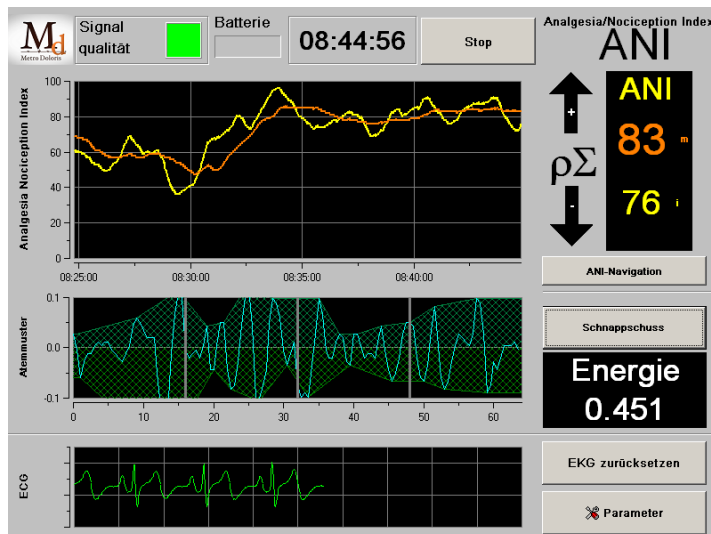 Md
Metro Doloris
Signal
qualität
Batterie
08:44:56
Stop
Analgesia/Nociception Index
ANI
Analgesia Nociception Index
100
80
60
40
20
0
08:25:00
08:30:00
08:35:00
08:40:00
+
ρΣ
-
ANI
83 m
76 i
ANI-Navigation
Atemmuster
0.1
0.0
-0.1
0
10
20
30
40
50
60
Schnappschuss
Energie
0.451
ECG
EKG zurücksetzen
Parameter